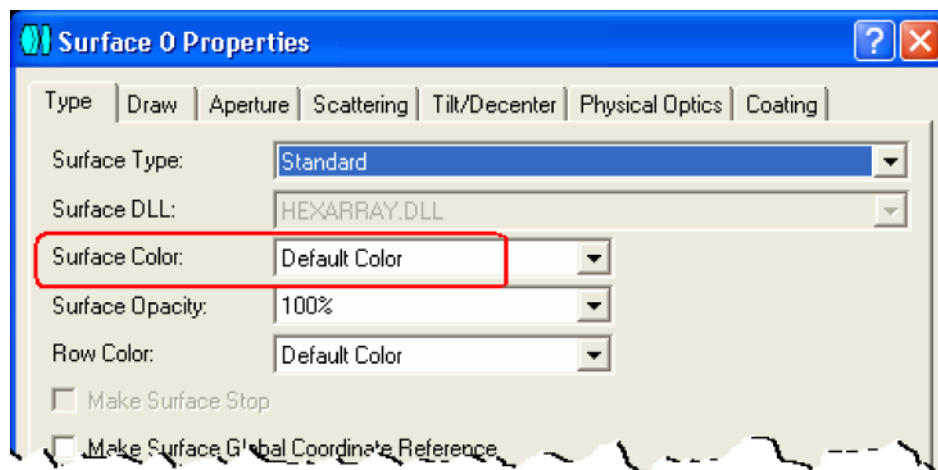 Surface 0 Properties
Type Draw Aperture Scattering Tilt/Decenter Physical Optics Coating
Surface Type: Standard
Surface DLL: HEXARRAY.DLL
Surface Color: Default Color
Surface Opacity: 100%
Row Color: Default Color
Make Surface Stop
Make Surface Global Coordinate Reference